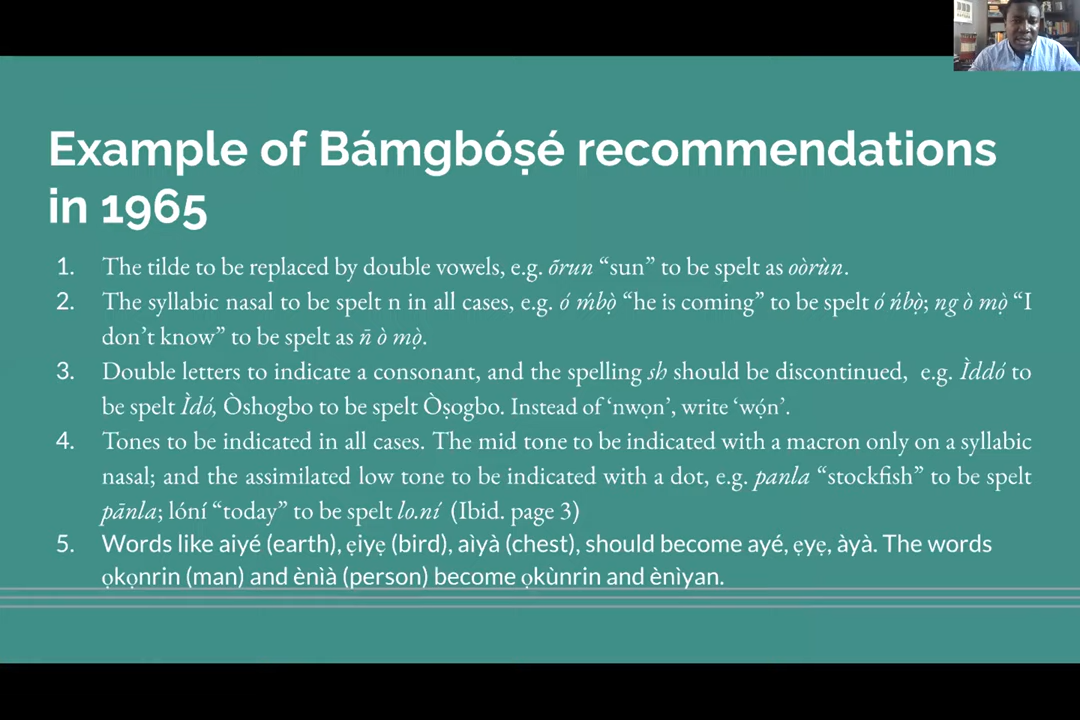 Example of Bámgbóṣé recommendations
in 1965
1. The tilde to be replaced by double vowels, e.g. õrun “sun” to be spelt as oòrùn.
2. The syllabic nasal to be spelt n in all cases, e.g. ó ḿbọ̀ “he is coming” to be spelt ó ńbọ̀; ng ò mọ̀ “I
don’t know” to be spelt as n̄ ò mọ̀.
3. Double letters to indicate a consonant, and the spelling sh should be discontinued, e.g. Ìddó to
be spelt Ìdó, Òshogbo to be spelt Òṣogbo. Instead of ‘nwọn’, write ‘wọ́n’.
4. Tones to be indicated in all cases. The mid tone to be indicated with a macron only on a syllabic
nasal; and the assimilated low tone to be indicated with a dot, e.g. panla “stockfish” to be spelt
pānla; lóní “today” to be spelt lo.ní (Ibid. page 3)
5. Words like aiyé (earth), ẹiyẹ (bird), aìyà (chest), should become ayé, ẹyẹ, àyà. The words
ọkọnrin (man) and ènìà (person) become ọkùnrin and ènìyan.